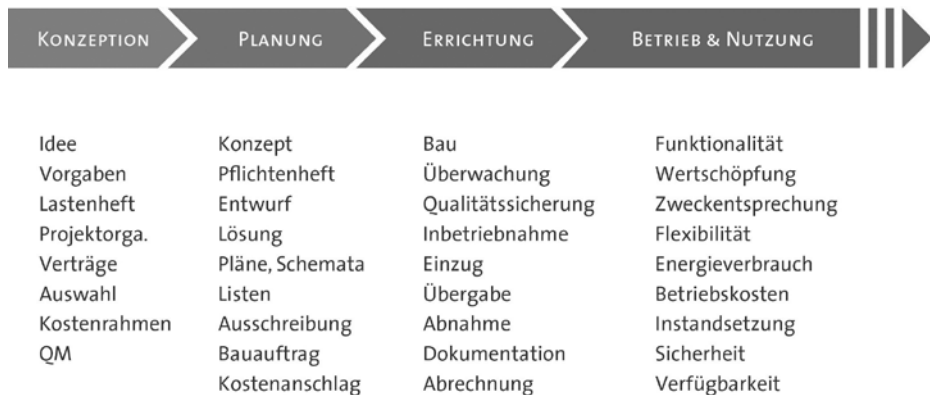 KONZEPTION
PLANUNG
ERRICHTUNG
BETRIEB & NUTZUNG
Idee
Vorgaben
Lastenheft
Projektorga.
Verträge
Auswahl
Kostenrahmen
QM
Konzept
Pflichtenheft
Entwurf
Lösung
Pläne, Schemata
Listen
Ausschreibung
Bauauftrag
Kostenanschlag
Bau
Überwachung
Qualitätssicherung
Inbetriebnahme
Einzug
Übergabe
Abnahme
Dokumentation
Abrechnung
Funktionalität
Wertschöpfung
Zweckentsprechung
Flexibilität
Energieverbrauch
Betriebskosten
Instandsetzung
Sicherheit
Verfügbarkeit